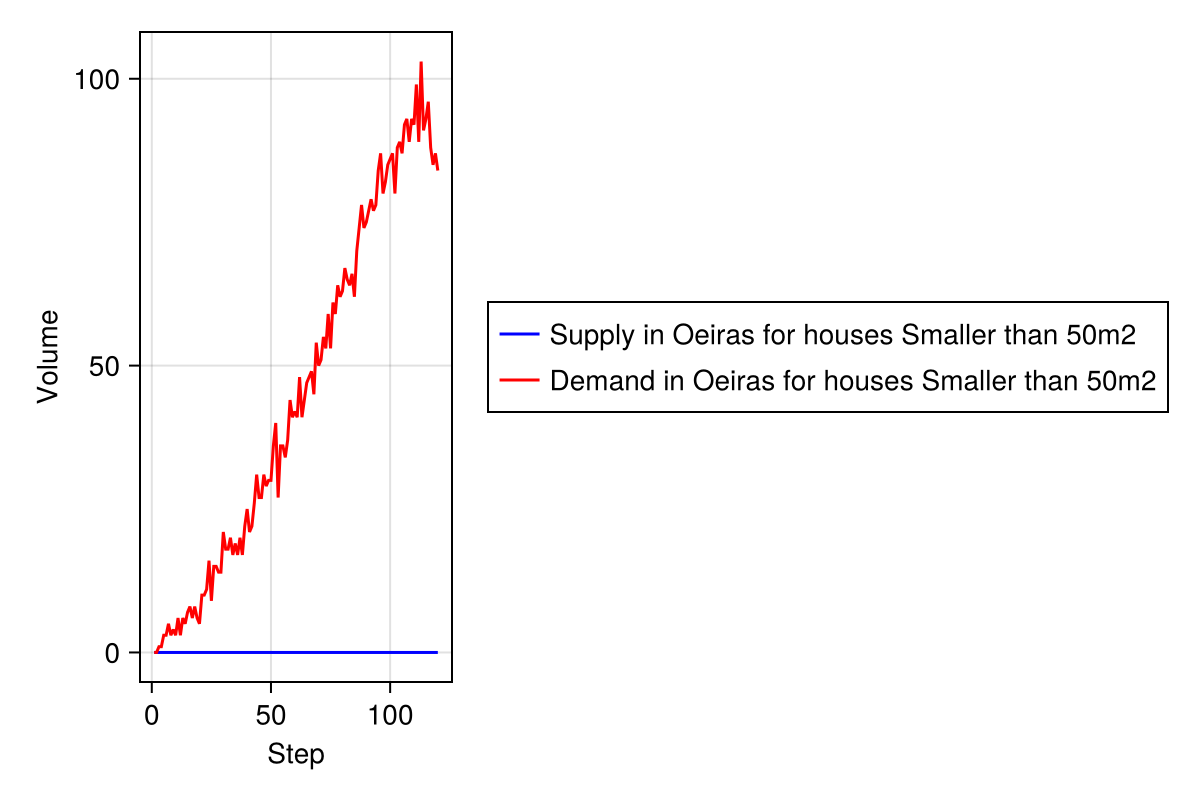 100
50
0
Volume
0 50 100
Step
Supply in Oeiras for houses Smaller than 50m2
Demand in Oeiras for houses Smaller than 50m2